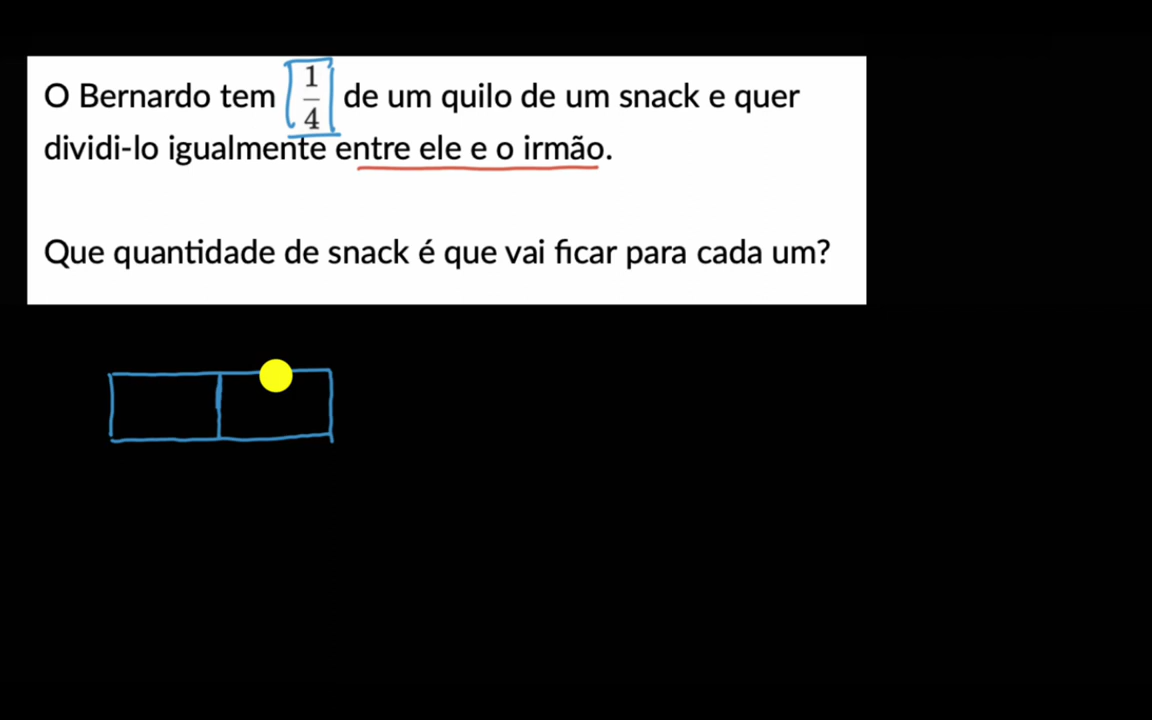 O Bernardo tem 1/4 de um quilo de um snack e quer
dividi-lo igualmente entre ele e o irmão.
Que quantidade de snack é que vai ficar para cada um?